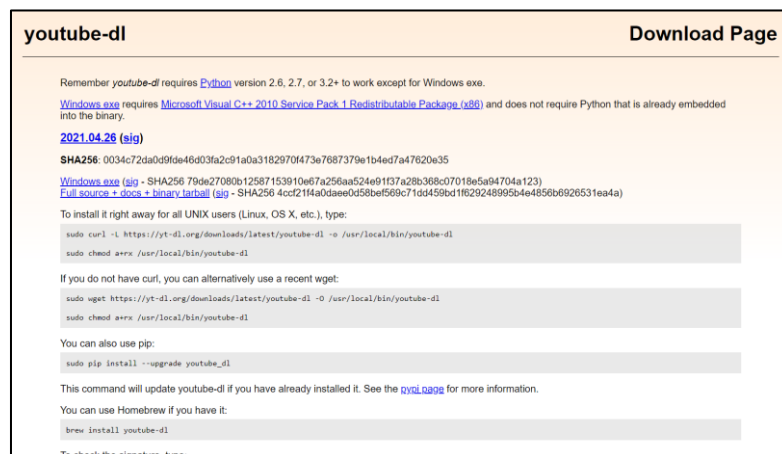 youtube-dl
Download Page
Remember youtube-dl requires Python version 2.6, 2.7, or 3.2+ to work except for Windows exe.
Windows exe requires Microsoft Visual C++ 2010 Service Pack 1 Redistributable Package (x86) and does not require Python that is already embedded
into the binary.
2021.04.26 (sig)
SHA256: 0034c72da0d9fde46d03fa2c91a0a3182970f473e7687379e1b4ed7a47620e35
Windows exe (sig - SHA256 79de27080b12587153910e67a256aa524e91f37a28b368c07018e5a94704a123)
Full source + docs + binary tarball (sig - SHA256 4ccf21f4a0daee0d58bef569c71dd459bd1f629248995b4e4856b6926531ea4a)
To install it right away for all UNIX users (Linux, OS X, etc.), type:
sudo curl -L https://yt-dl.org/downloads/latest/youtube-dl -o /usr/local/bin/youtube-dl
sudo chmod a+rx /usr/local/bin/youtube-dl
If you do not have curl, you can alternatively use a recent wget:
sudo wget https://yt-dl.org/downloads/latest/youtube-dl -O /usr/local/bin/youtube-dl
sudo chmod a+rx /usr/local/bin/youtube-dl
You can also use pip:
sudo pip install --upgrade youtube_dl
This command will update youtube-dl if you have already installed it. See the pypi page for more information.
You can use Homebrew if you have it:
brew install youtube-dl